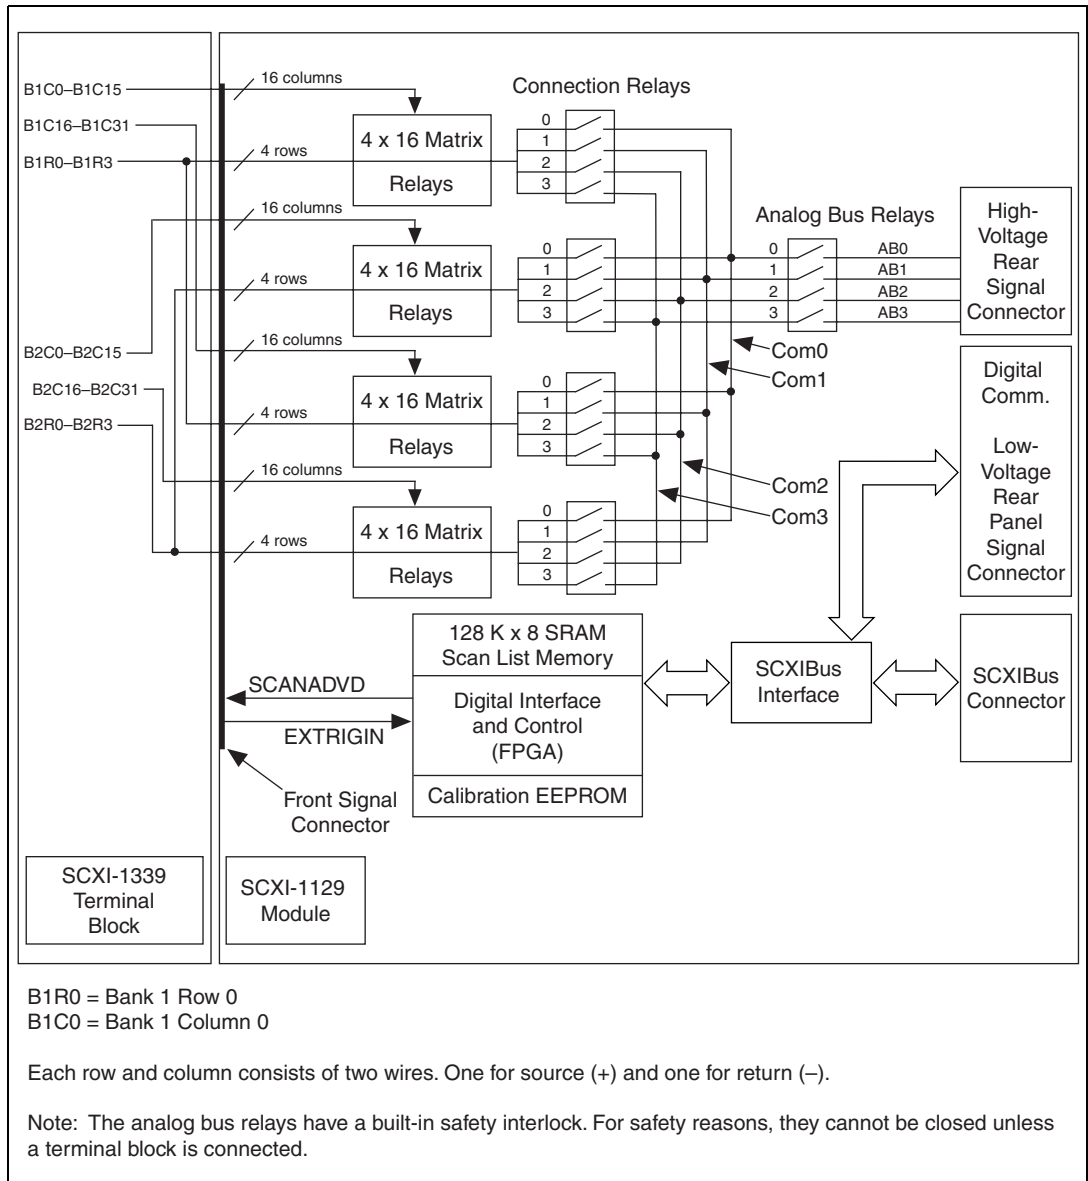 B1C0–B1C15
16 columns
Connection Relays
B1C16–B1C31
4 x 16 Matrix
Relays
0
1
2
3
B1R0–B1R3
4 rows
16 columns
Analog Bus Relays
High-
Voltage
Rear
Signal
Connector
4 x 16 Matrix
Relays
0
1
2
3
0
1
2
3
AB0
AB1
AB2
AB3
4 rows
16 columns
B2C0–B2C15
Com0
Com1
Digital
Comm.
Low-
Voltage
Rear
Panel
Signal
Connector
B2C16–B2C31
4 x 16 Matrix
Relays
0
1
2
3
4 rows
B2R0–B2R3
16 columns
Com2
Com3
4 x 16 Matrix
Relays
0
1
2
3
4 rows
128 K x 8 SRAM
Scan List Memory
SCANADVD
EXTRIGIN
Digital Interface
and Control
(FPGA)
Calibration EEPROM
SCXIBus
Interface
SCXIBus
Connector
Front Signal
Connector
SCXI-1339
Terminal
Block
SCXI-1129
Module
B1R0 = Bank 1 Row 0
B1C0 = Bank 1 Column 0
Each row and column consists of two wires. One for source (+) and one for return (–).
Note: The analog bus relays have a built-in safety interlock. For safety reasons, they cannot be closed unless
a terminal block is connected.